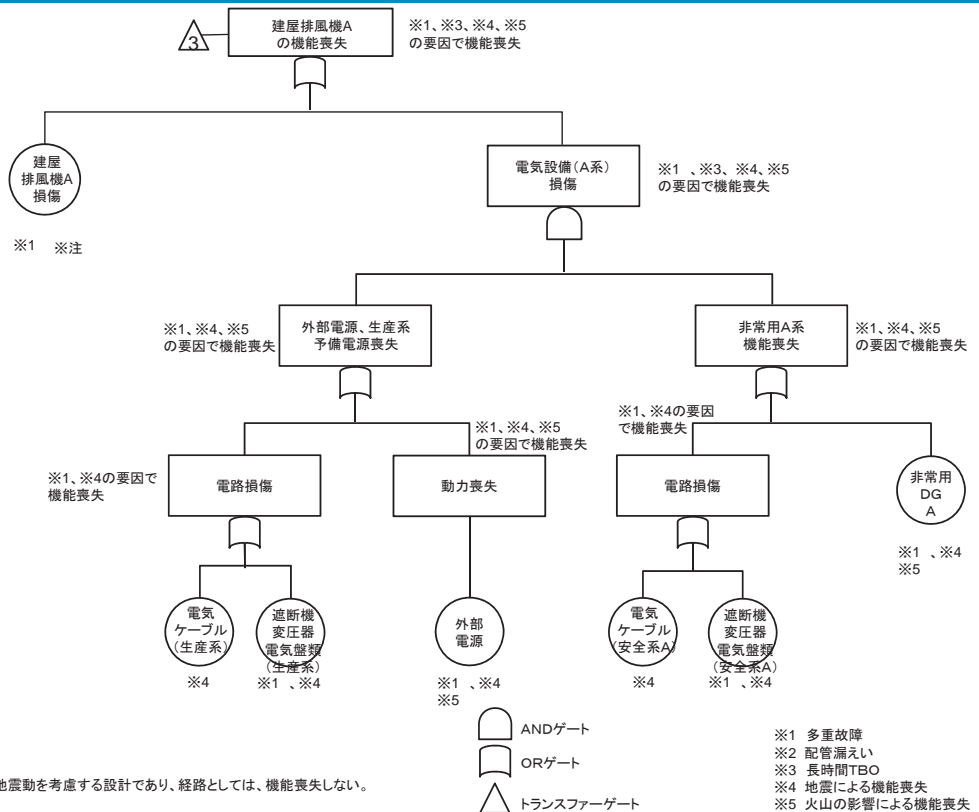 3
建屋排風機A
の機能喪失
※1、※3、※4、※5
の要因で機能喪失
建屋
排風機A
損傷
※1 ※注
電気設備(A系)
損傷
※1 、※3、※4、※5
の要因で機能喪失
※1、※4、※5
の要因で機能喪失
外部電源、生産系
予備電源喪失
非常用A系
機能喪失
※1、※4、※5
の要因で機能喪失
※1、※4の要因で
機能喪失
電路損傷
※1、※4、※5
の要因で機能喪失
動力喪失
※1、※4の要因
で機能喪失
電路損傷
非常用
DG
A
※1 、※4
※5
電気
ケーブル
(生産系)
※4
遮断機
変圧器
電気盤類
(生産系)
※1 、※4
外部
電源
※1 、※4
※5
電気
ケーブル
(安全系A)
※4
遮断機
変圧器
電気盤類
(安全系A)
※1 、※4
ANDゲート
ORゲート
トランスファーゲート
※1 多重故障
※2 配管漏えい
※3 長時間TBO
※4 地震による機能喪失
※5 火山の影響による機能喪失
地震動を考慮する設計であり、経路としては、機能喪失しない。